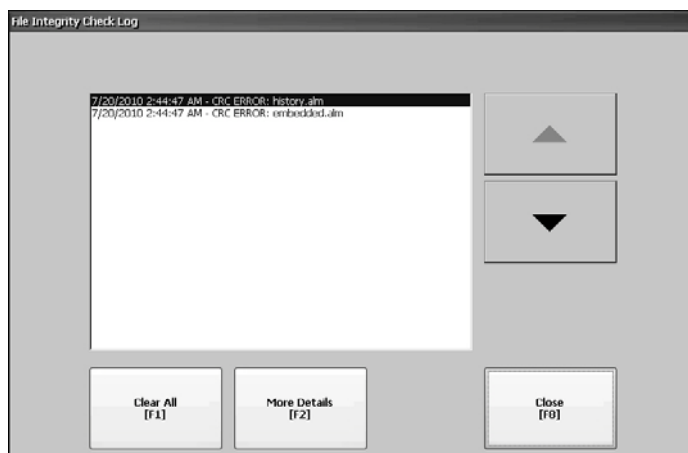 File Integrity Check Log
7/20/2010 2:44:47 AM - CRC ERROR: history.alm
7/20/2010 2:44:47 AM - CRC ERROR: embedded.alm
Clear All
[F1]
More Details
[F2]
Close
[F8]